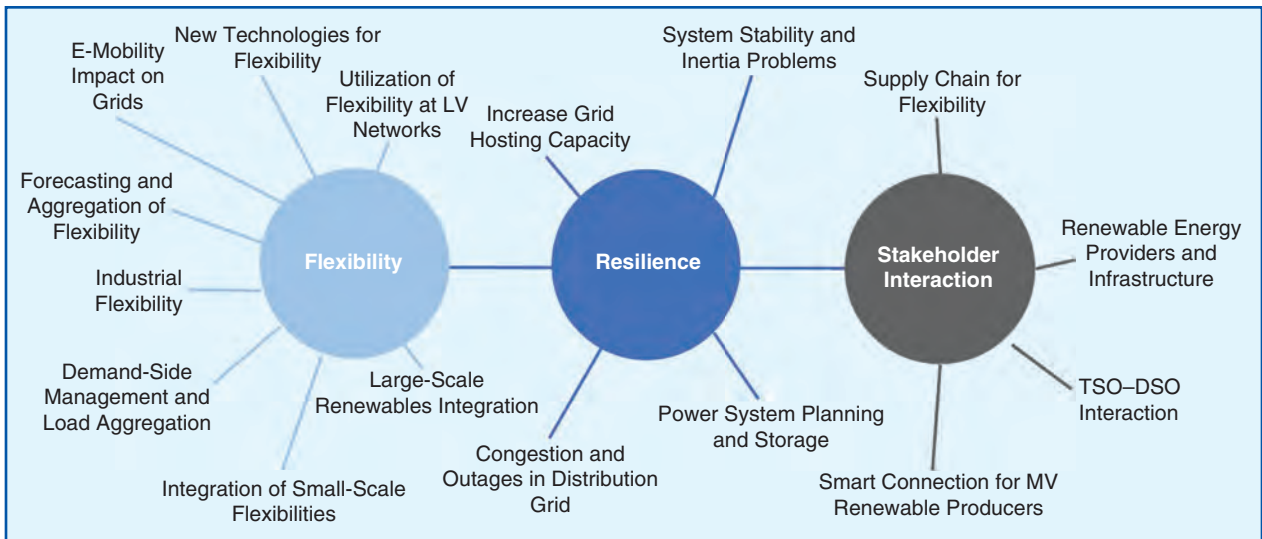 New Technologies for
Flexibility
E-Mobility
Impact on
Grids
Utilization of
Flexibility at LV
Networks
Forecasting and
Aggregation of
Flexibility
Industrial
Flexibility
Demand-Side
Management and
Load Aggregation
Integration of Small-Scale
Flexibilities
Large-Scale
Renewables Integration
Flexibility
Increase Grid
Hosting Capacity
System Stability and
Inertia Problems
Resilience
Congestion and
Outages in Distribution
Grid
Power System Planning
and Storage
Supply Chain for
Flexibility
Stakeholder
Interaction
Renewable Energy
Providers and
Infrastructure
TSO–DSO
Interaction
Smart Connection for MV
Renewable Producers